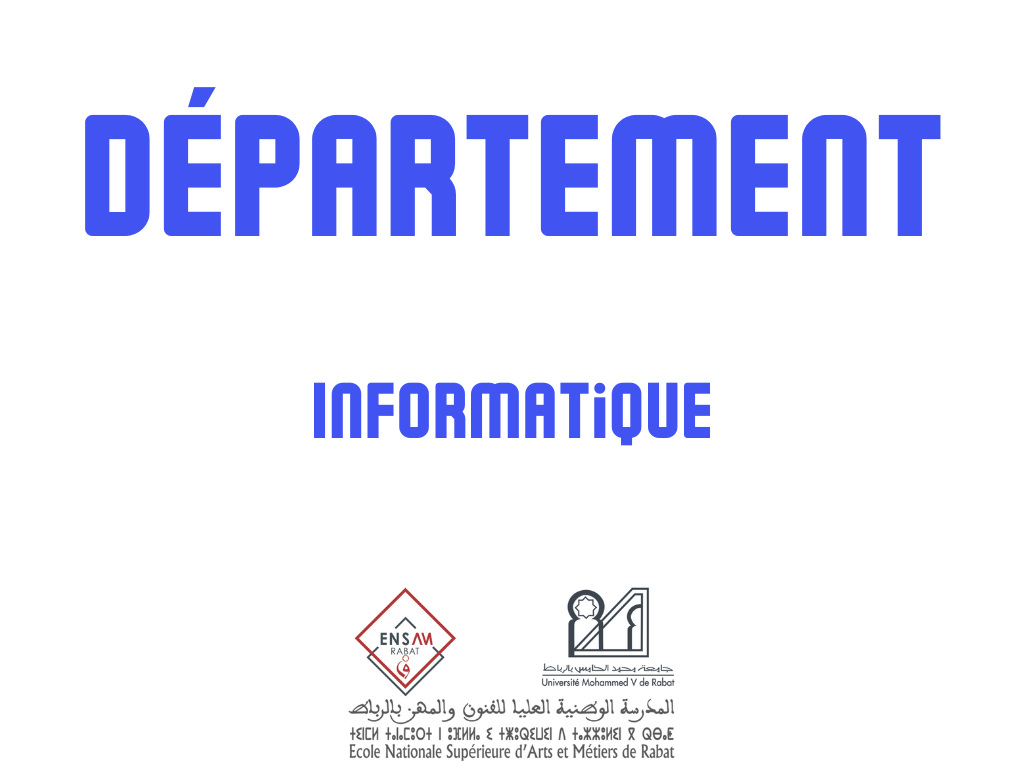 DÉPARTEMENT
INFORMATiQUE
ENSAM
RABAT
جامعة محمد الخامس بالرباط
Université Mohammed V de Rabat
المدرسة الوطنية العليا للفنون والمهن بالرباط
Ecole Nationale Supérieure d'Arts et Métiers de Rabat